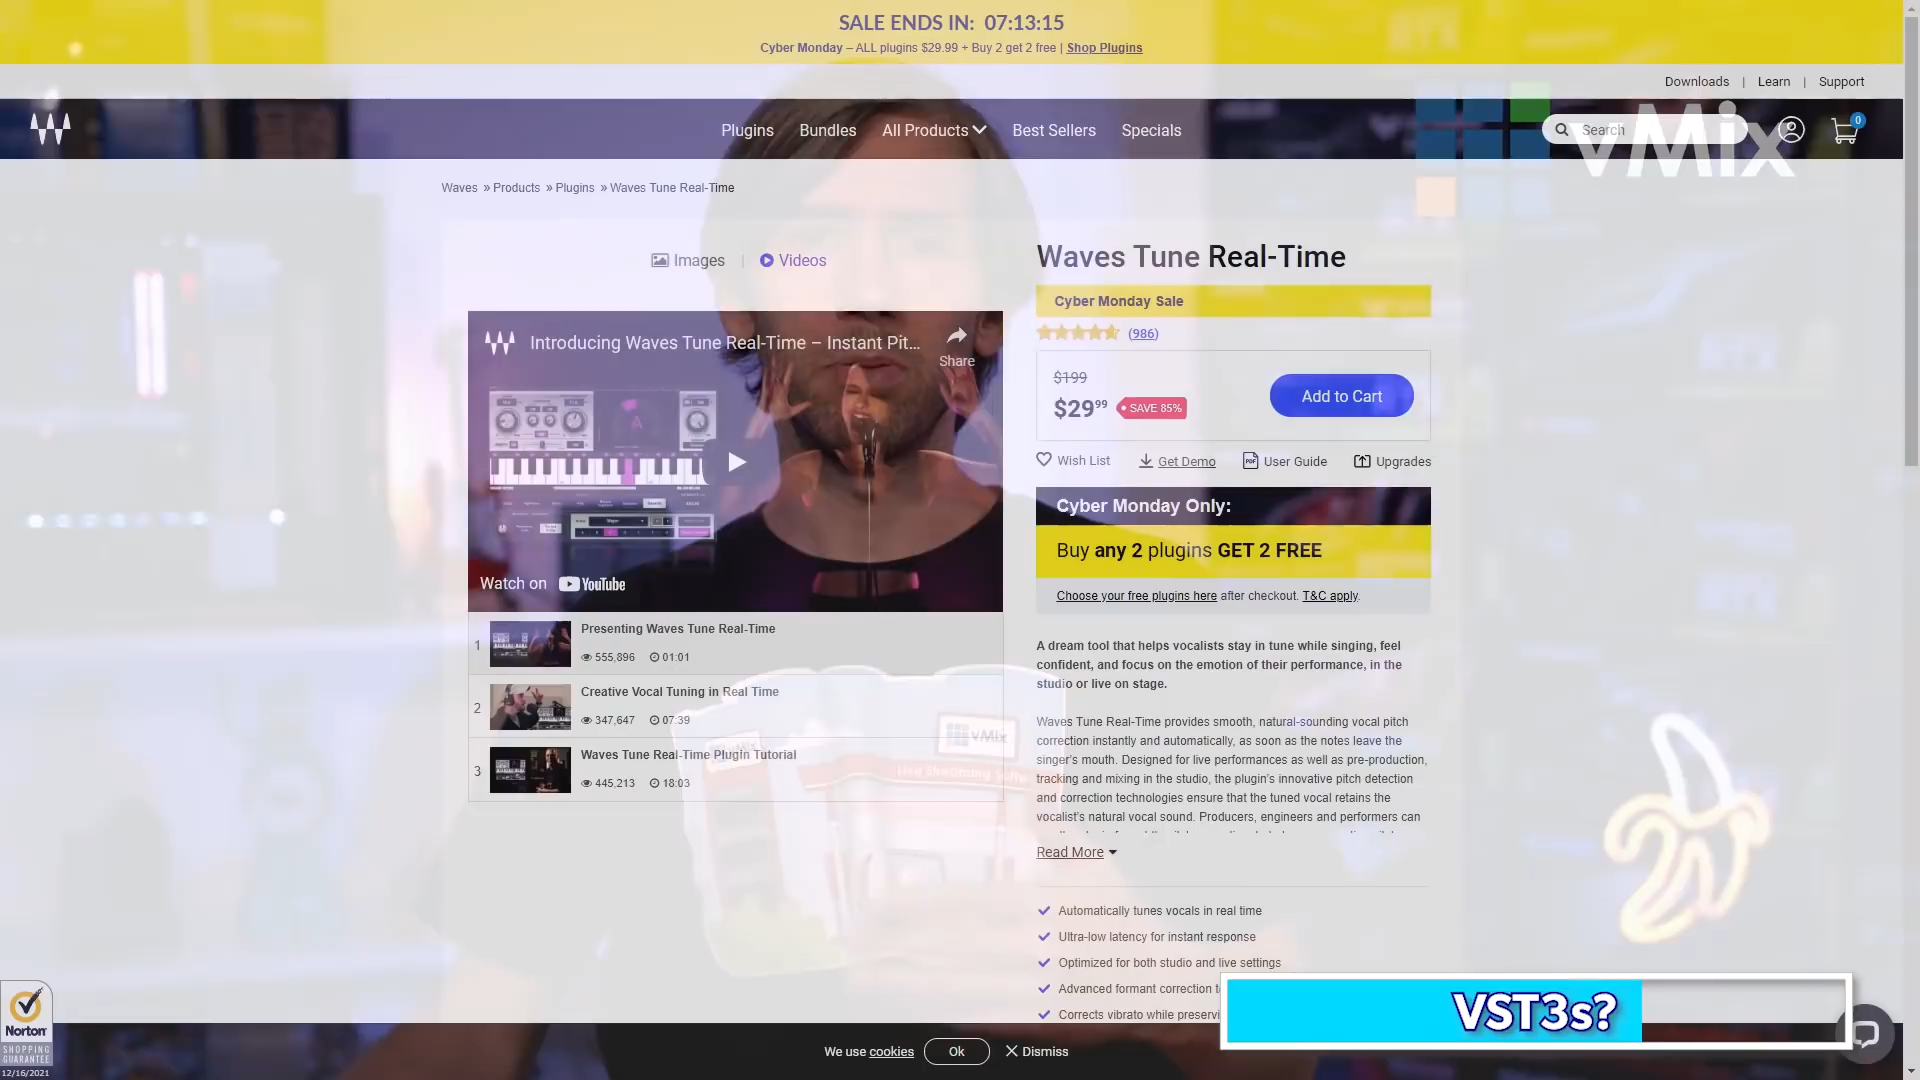 SALE ENDS IN: 07:13:15
Cyber Monday – ALL plugins $29.99 + Buy 2 get 2 free | Shop Plugins
Downloads | Learn | Support
Plugins Bundles All Products Best Sellers Specials
Search
0
vMix
Waves » Products » Plugins » Waves Tune Real-Time
Images | Videos
Waves Tune Real-Time
Cyber Monday Sale
(986)
$199
$29.99 SAVE 85%
Add to Cart
Wish List Get Demo User Guide Upgrades
Introducing Waves Tune Real-Time – Instant Pit...
Share
Watch on YouTube
Cyber Monday Only:
Buy any 2 plugins GET 2 FREE
Choose your free plugins here after checkout. T&C apply.
1 Presenting Waves Tune Real-Time
555,896 01:01
2 Creative Vocal Tuning in Real Time
347,647 07:39
3 Waves Tune Real-Time Plugin Tutorial
445,213 18:03
A dream tool that helps vocalists stay in tune while singing, feel
confident, and focus on the emotion of their performance, in the
studio or live on stage.
Waves Tune Real-Time provides smooth, natural-sounding vocal pitch
correction instantly and automatically, as soon as the notes leave the
singer's mouth. Designed for live performances as well as pre-production,
tracking and mixing in the studio, the plugin's innovative pitch detection
and correction technologies ensure that the tuned vocal retains the
vocalist's natural vocal sound. Producers, engineers and performers can
Read More
Automatically tunes vocals in real time
Ultra-low latency for instant response
Optimized for both studio and live settings
Advanced formant correction
Corrects vibrato while
vMix
VST3s?
We use cookies Ok Dismiss
Norton
SHOPPING
GUARANTEE
12/16/2021